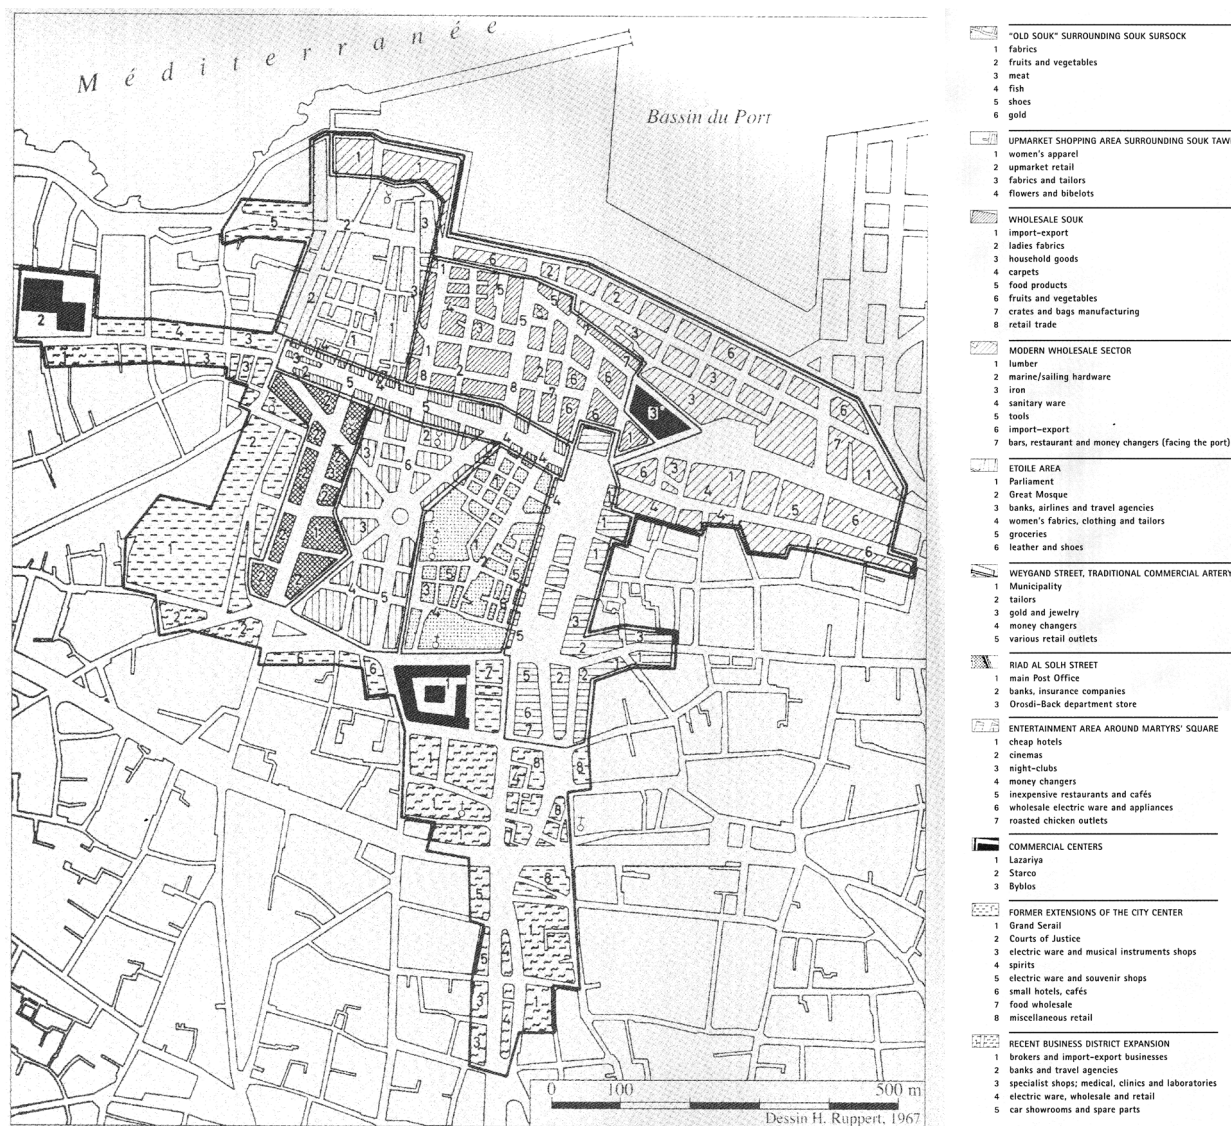 Méditerranée
Bassin du Port
0 100 500 m
Dessin H. Ruppert, 1967
"OLD SOUK" SURROUNDING SOUK SURSOCK
1 fabrics
2 fruits and vegetables
3 meat
4 fish
5 shoes
6 gold
UPMARKET SHOPPING AREA SURROUNDING SOUK TAWI
1 women's apparel
2 upmarket retail
3 fabrics and tailors
4 flowers and bibelots
WHOLESALE SOUK
1 import-export
2 ladies fabrics
3 household goods
4 carpets
5 food products
6 fruits and vegetables
7 crates and bags manufacturing
8 retail trade
MODERN WHOLESALE SECTOR
1 lumber
2 marine/sailing hardware
3 iron
4 sanitary ware
5 tools
6 import-export
7 bars, restaurant and money changers (facing the port)
ETOILE AREA
1 Parliament
2 Great Mosque
3 banks, airlines and travel agencies
4 women's fabrics, clothing and tailors
5 groceries
6 leather and shoes
WEYGAND STREET, TRADITIONAL COMMERCIAL ARTERY
1 Municipality
2 tailors
3 gold and jewelry
4 money changers
5 various retail outlets
RIAD AL SOLH STREET
1 main Post Office
2 banks, insurance companies
3 Orosdi-Back department store
ENTERTAINMENT AREA AROUND MARTYRS' SQUARE
1 cheap hotels
2 cinemas
3 night-clubs
4 money changers
5 inexpensive restaurants and cafés
6 wholesale electric ware and appliances
7 roasted chicken outlets
COMMERCIAL CENTERS
1 Lazariya
2 Starco
3 Byblos
FORMER EXTENSIONS OF THE CITY CENTER
1 Grand Serail
2 Courts of Justice
3 electric ware and musical instruments shops
4 spirits
5 electric ware and souvenir shops
6 small hotels, cafés
7 food wholesale
8 miscellaneous retail
RECENT BUSINESS DISTRICT EXPANSION
1 brokers and import-export businesses
2 banks and travel agencies
3 specialist shops; medical, clinics and laboratories
4 electric ware, wholesale and retail
5 car showrooms and spare parts